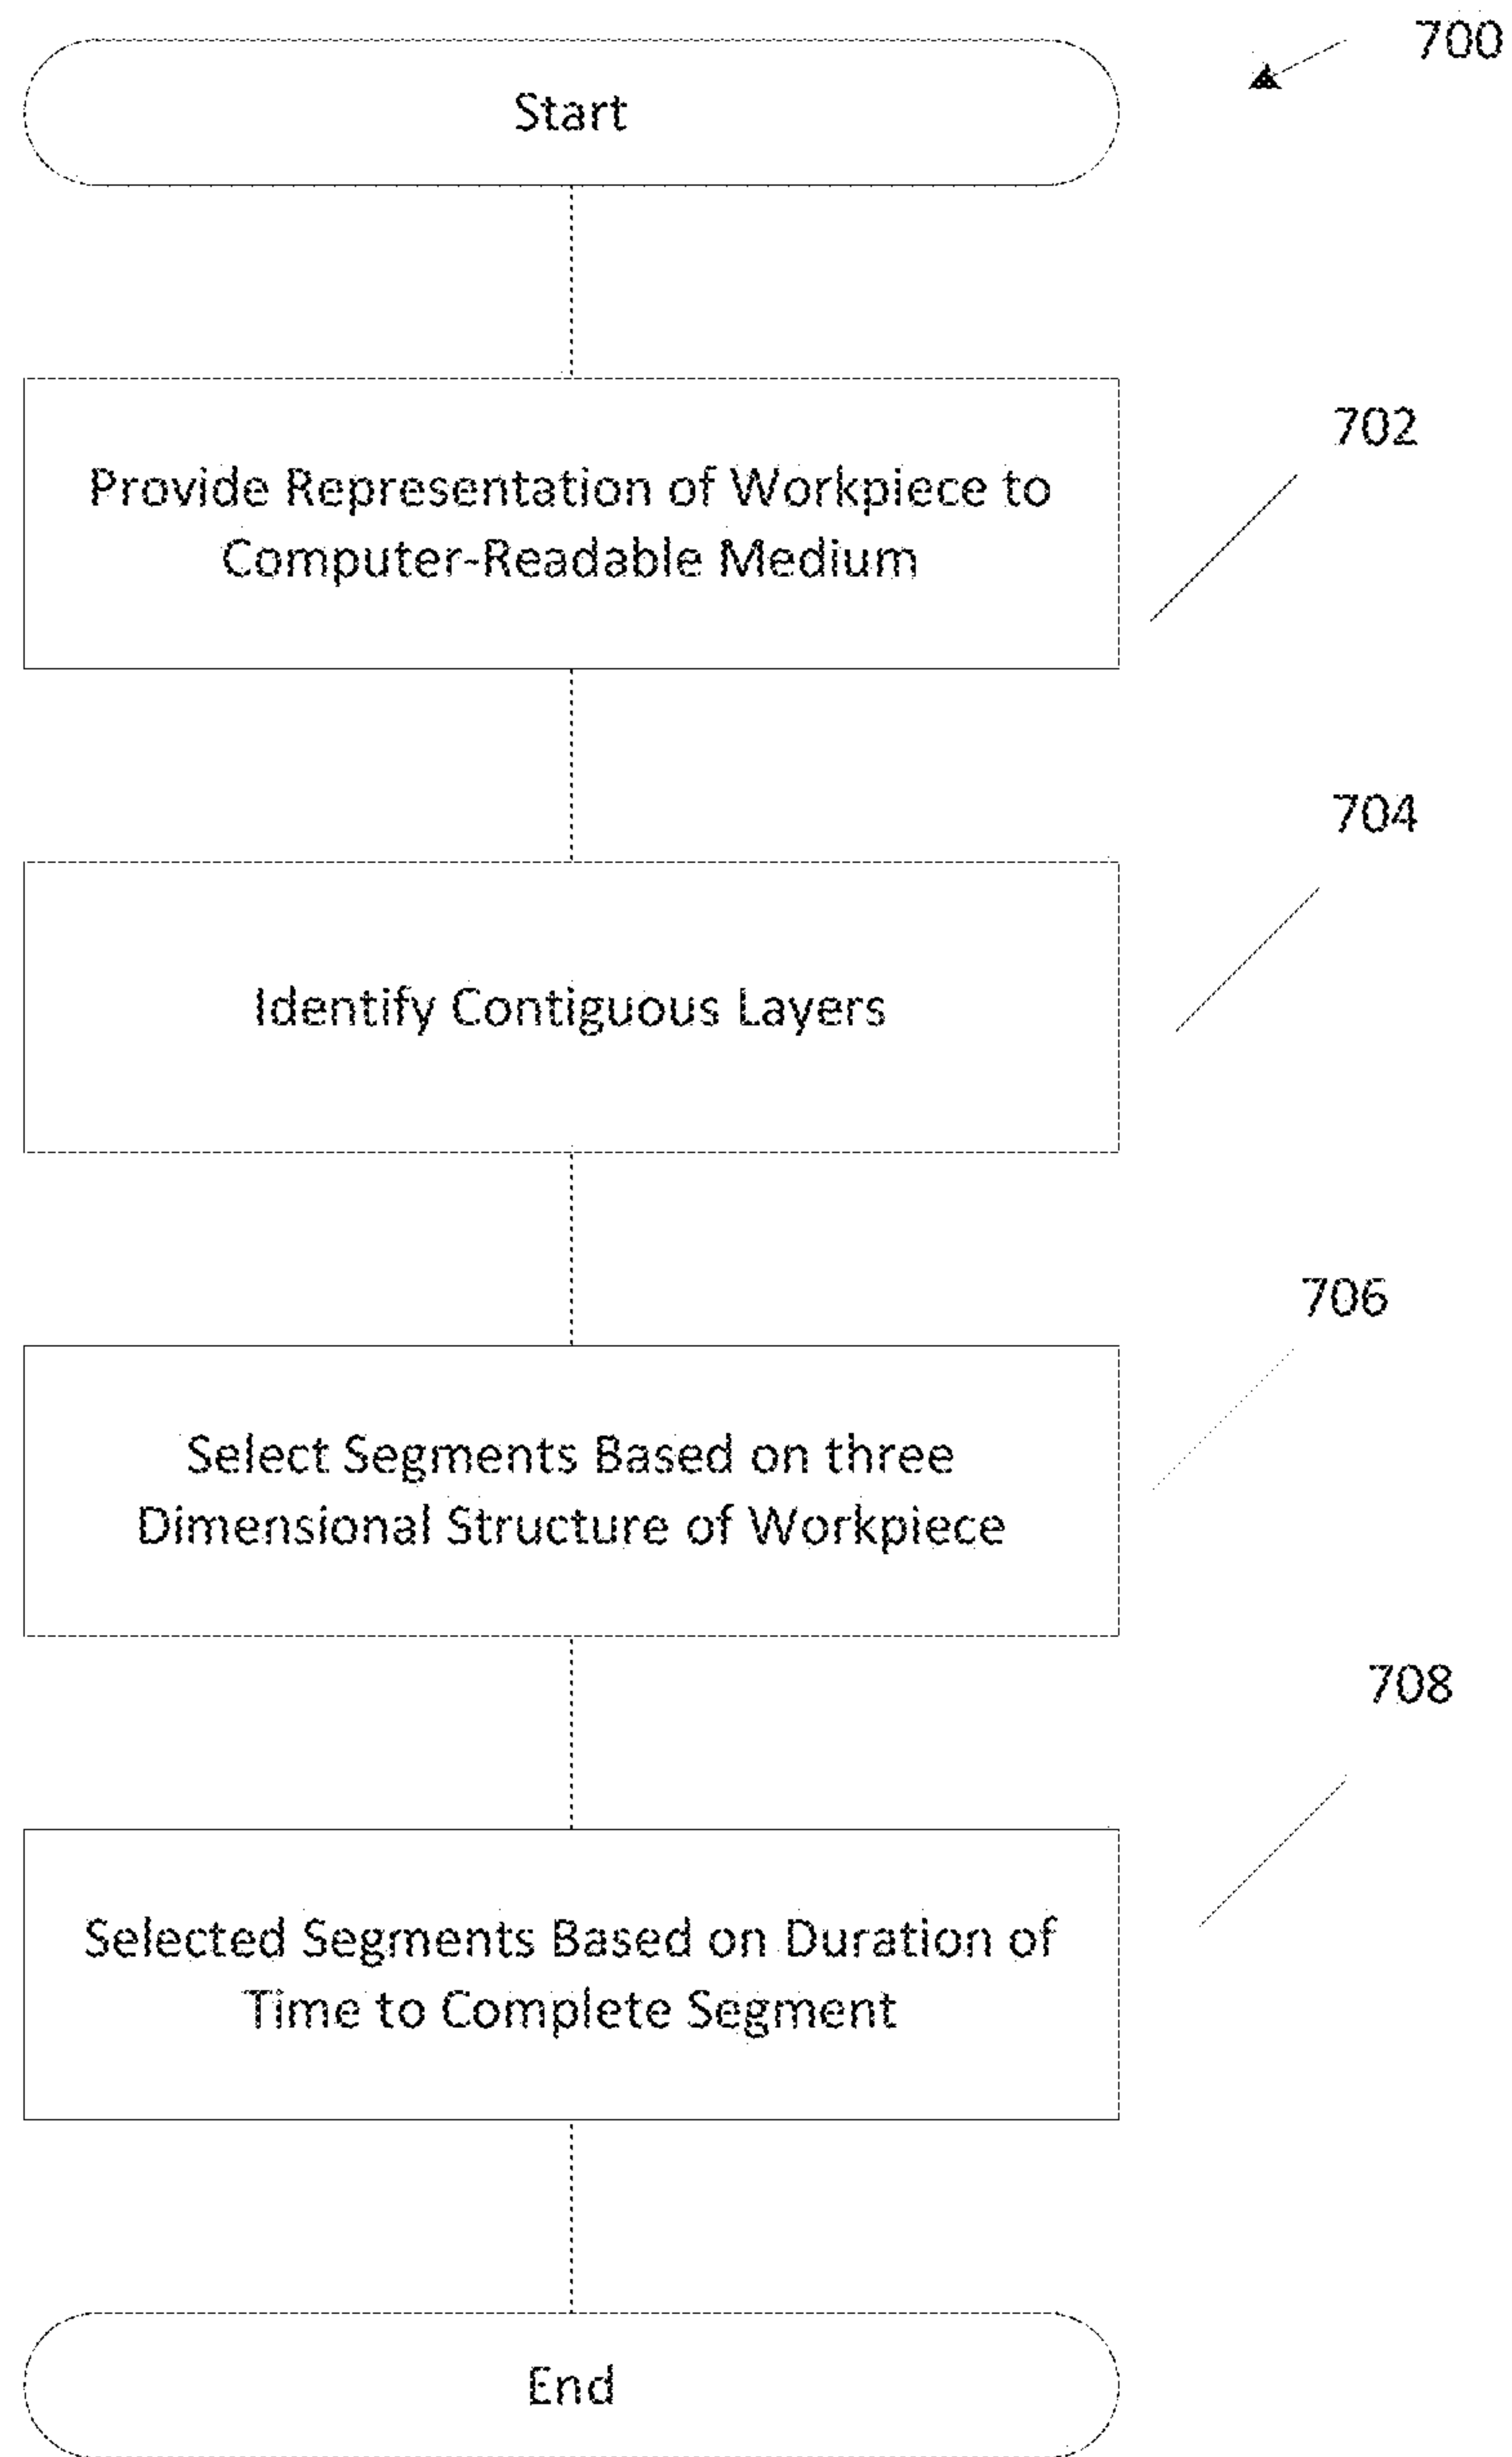 700
Start
702
Provide Representation of Workpiece to
Computer-Readable Medium
704
Identify Contiguous Layers
706
Select Segments Based on three
Dimensional Structure of Workpiece
708
Selected Segments Based on Duration of
Time to Complete Segment
End